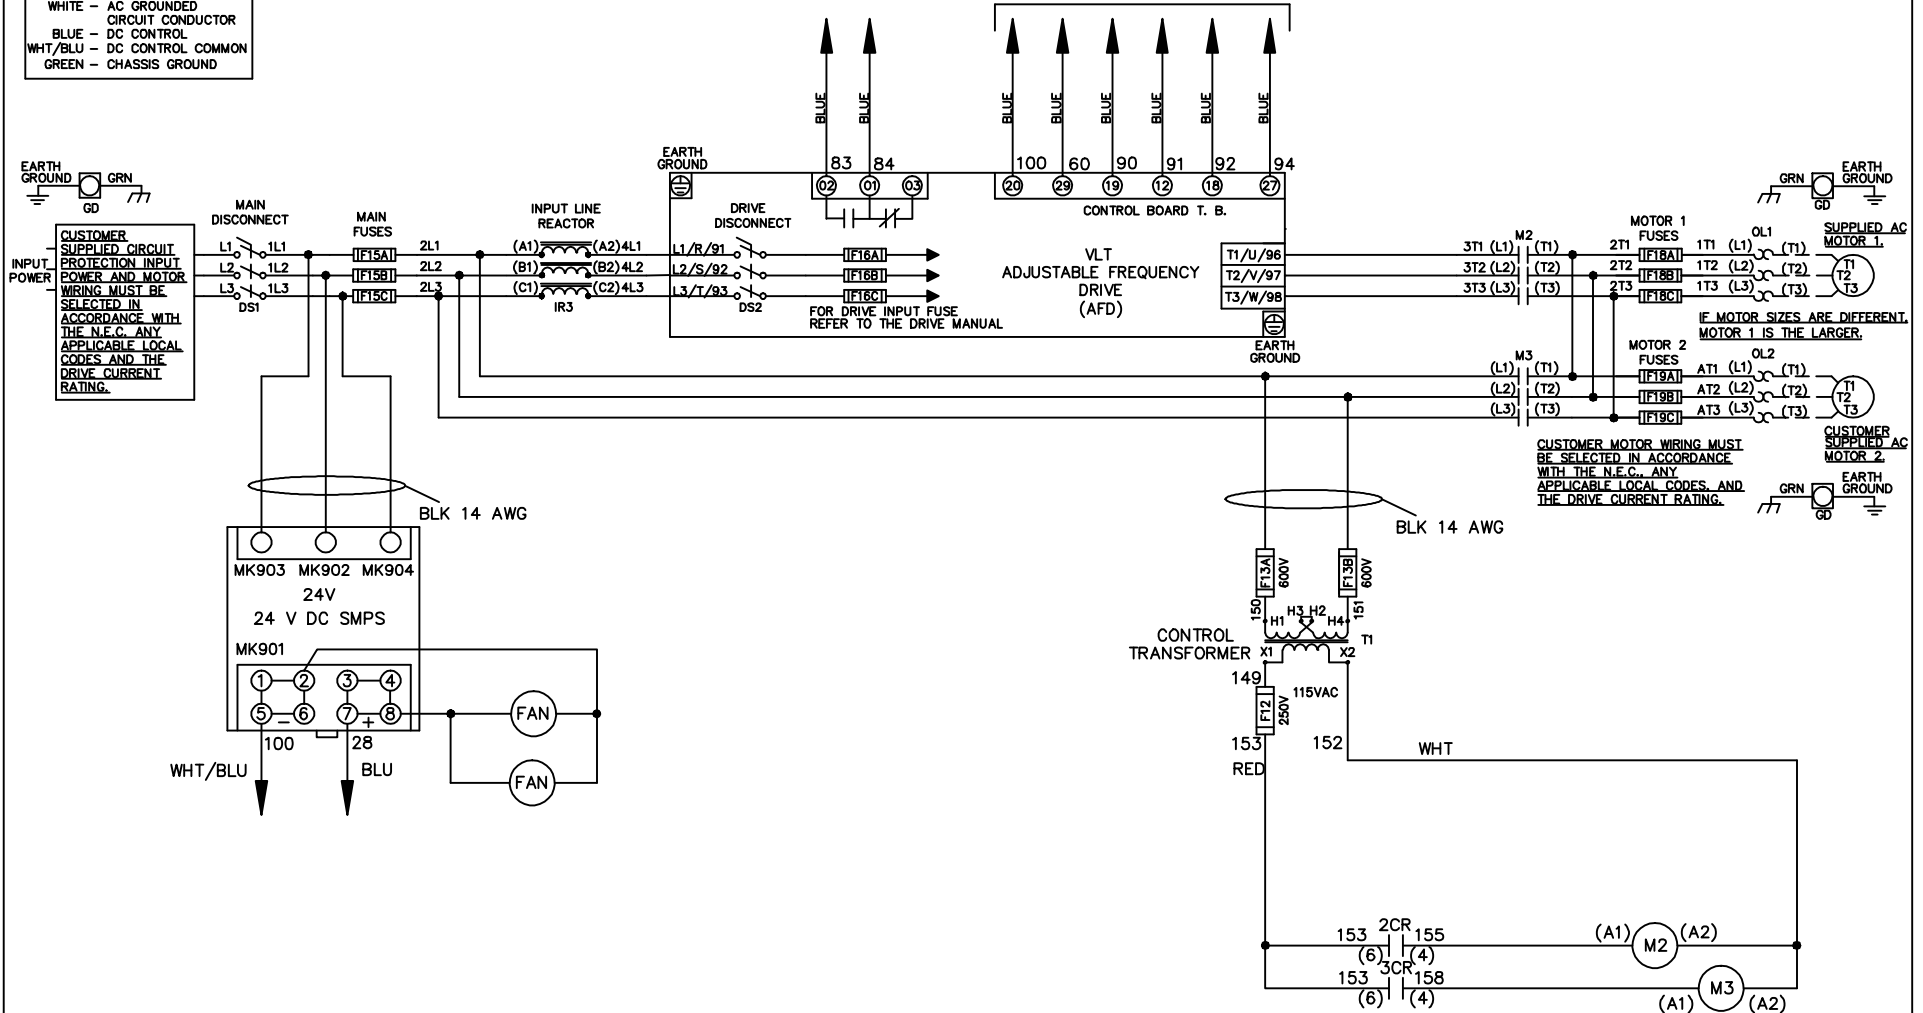 WHITE – AC GROUNDED
CIRCUIT CONDUCTOR
BLUE – DC CONTROL
WHT/BLU – DC CONTROL COMMON
GREEN – CHASSIS GROUND
BLUE BLUE BLUE BLUE BLUE BLUE BLUE BLUE
83 84 100 60 90 91 92 94
02 01 03 20 29 19 12 18 27
CONTROL BOARD T. B.
EARTH
GROUND
GRN
GD
EARTH
GROUND
INPUT
POWER
CUSTOMER
SUPPLIED CIRCUIT
PROTECTION INPUT
POWER AND MOTOR
WIRING MUST BE
SELECTED IN
ACCORDANCE WITH
THE N.E.C. ANY
APPLICABLE LOCAL
CODES AND THE
DRIVE CURRENT
RATING.
MAIN
DISCONNECT
L1 1L1
L2 1L2
L3 1L3
DS1
MAIN
FUSES
F15A 2L1
F15B 2L2
F15C 2L3
INPUT LINE
REACTOR
(A1) (A2)4L1
(B1) (B2)4L2
(C1) (C2)4L3
IR3
DRIVE
DISCONNECT
L1/R/91
L2/S/92
L3/T/93
DS2
F16A
F16B
F16C
FOR DRIVE INPUT FUSE
REFER TO THE DRIVE MANUAL
VLT
ADJUSTABLE FREQUENCY
DRIVE
(AFD)
T1/U/96
T2/V/97
T3/W/98
EARTH
GROUND
M2
3T1 (L1) (T1)
3T2 (L2) (T2)
3T3 (L3) (T3)
MOTOR 1
FUSES
2T1 F18A 1T1 (L1) OL1 (T1)
2T2 F18B 1T2 (L2) (T2)
2T3 F18C 1T3 (L3) (T3)
GRN
GD
EARTH
GROUND
SUPPLIED AC
MOTOR 1.
T1
T2
T3
IF MOTOR SIZES ARE DIFFERENT,
MOTOR 1 IS THE LARGER.
M3
(L1) (T1)
(L2) (T2)
(L3) (T3)
MOTOR 2
FUSES
F19A AT1 (L1) OL2 (T1)
F19B AT2 (L2) (T2)
F19C AT3 (L3) (T3)
T1
T2
T3
CUSTOMER
SUPPLIED AC
MOTOR 2.
CUSTOMER MOTOR WIRING MUST
BE SELECTED IN ACCORDANCE
WITH THE N.E.C., ANY
APPLICABLE LOCAL CODES, AND
THE DRIVE CURRENT RATING.
GRN
GD
EARTH
GROUND
BLK 14 AWG
MK903 MK902 MK904
24V
24 V DC SMPS
MK901
1 2 3 4
5 – 6 7 + 8
100 28
WHT/BLU BLU
FAN
FAN
BLK 14 AWG
F13A 600V F13B 600V
150 151
H1 H3 H2 H4
CONTROL
TRANSFORMER
X1 X2 T1
149
115VAC
F12 250V
153 152
RED
WHT
153 2CR 155 (A1) M2 (A2)
(6) (4)
153 3CR 158 M3
(6) (4) (A1) (A2)